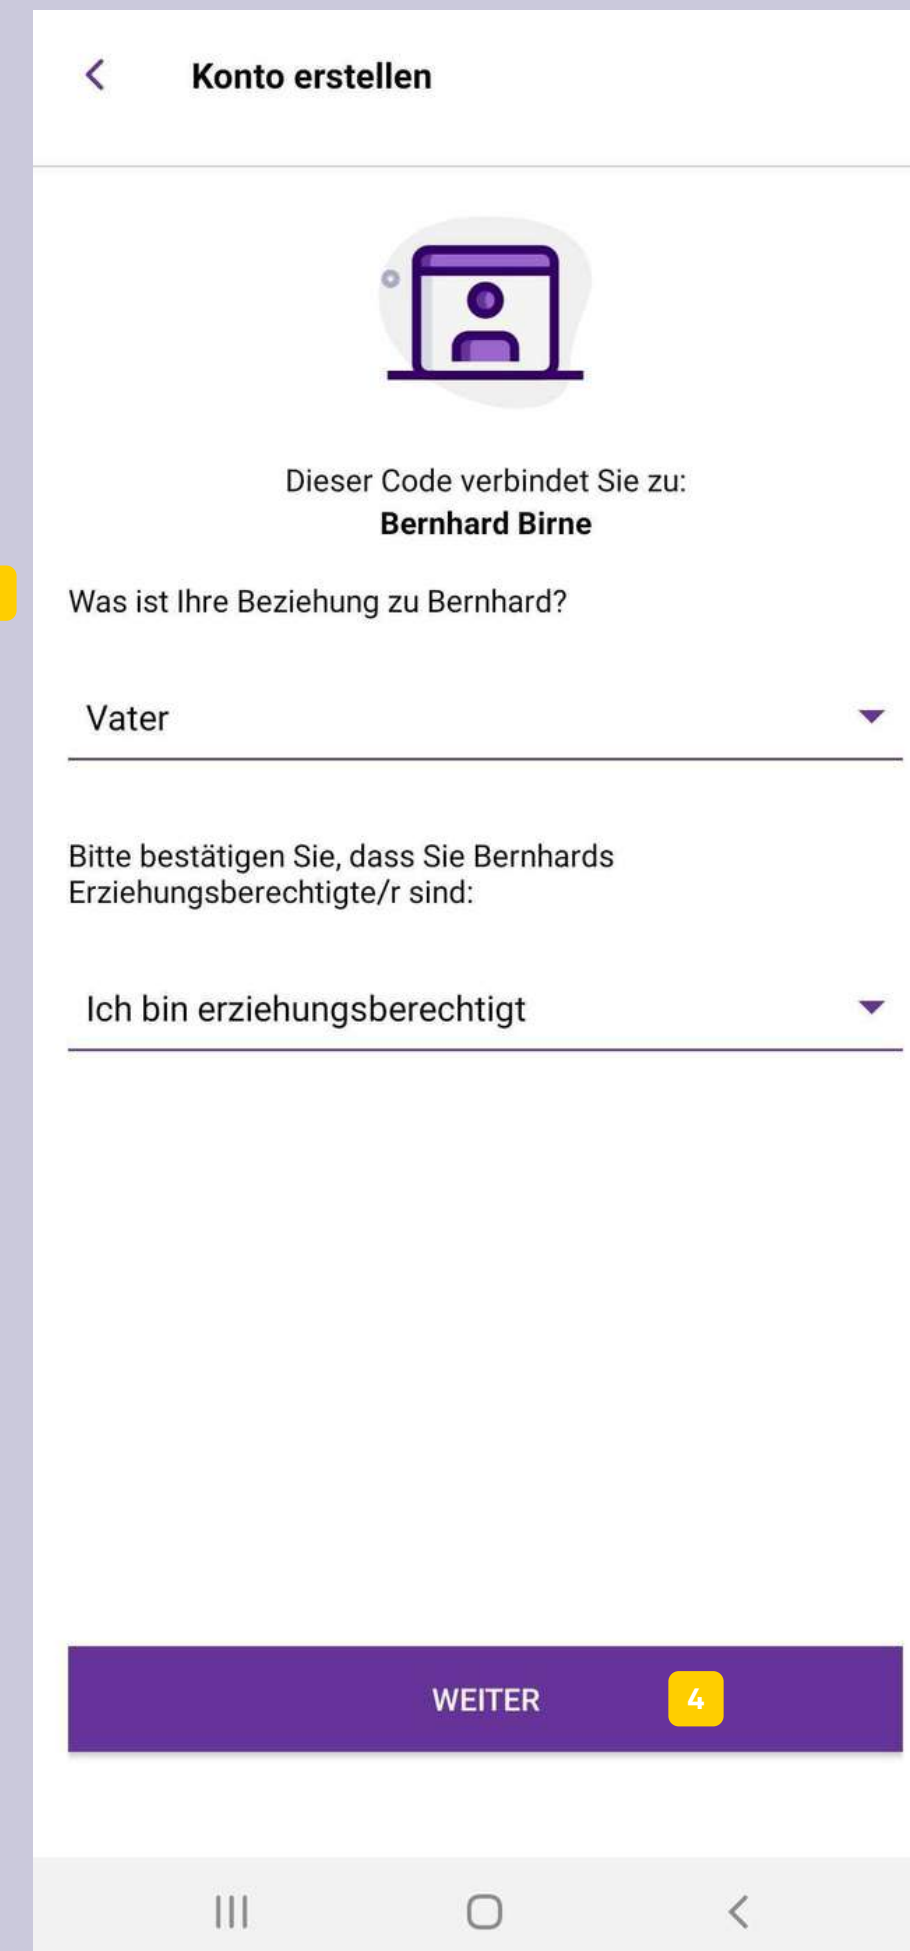 Konto erstellen
Dieser Code verbindet Sie zu:
Bernhard Birne
Was ist Ihre Beziehung zu Bernhard?
Vater
Bitte bestätigen Sie, dass Sie Bernhards
Erziehungsberechtigte/r sind:
Ich bin erziehungsberechtigt
WEITER 4